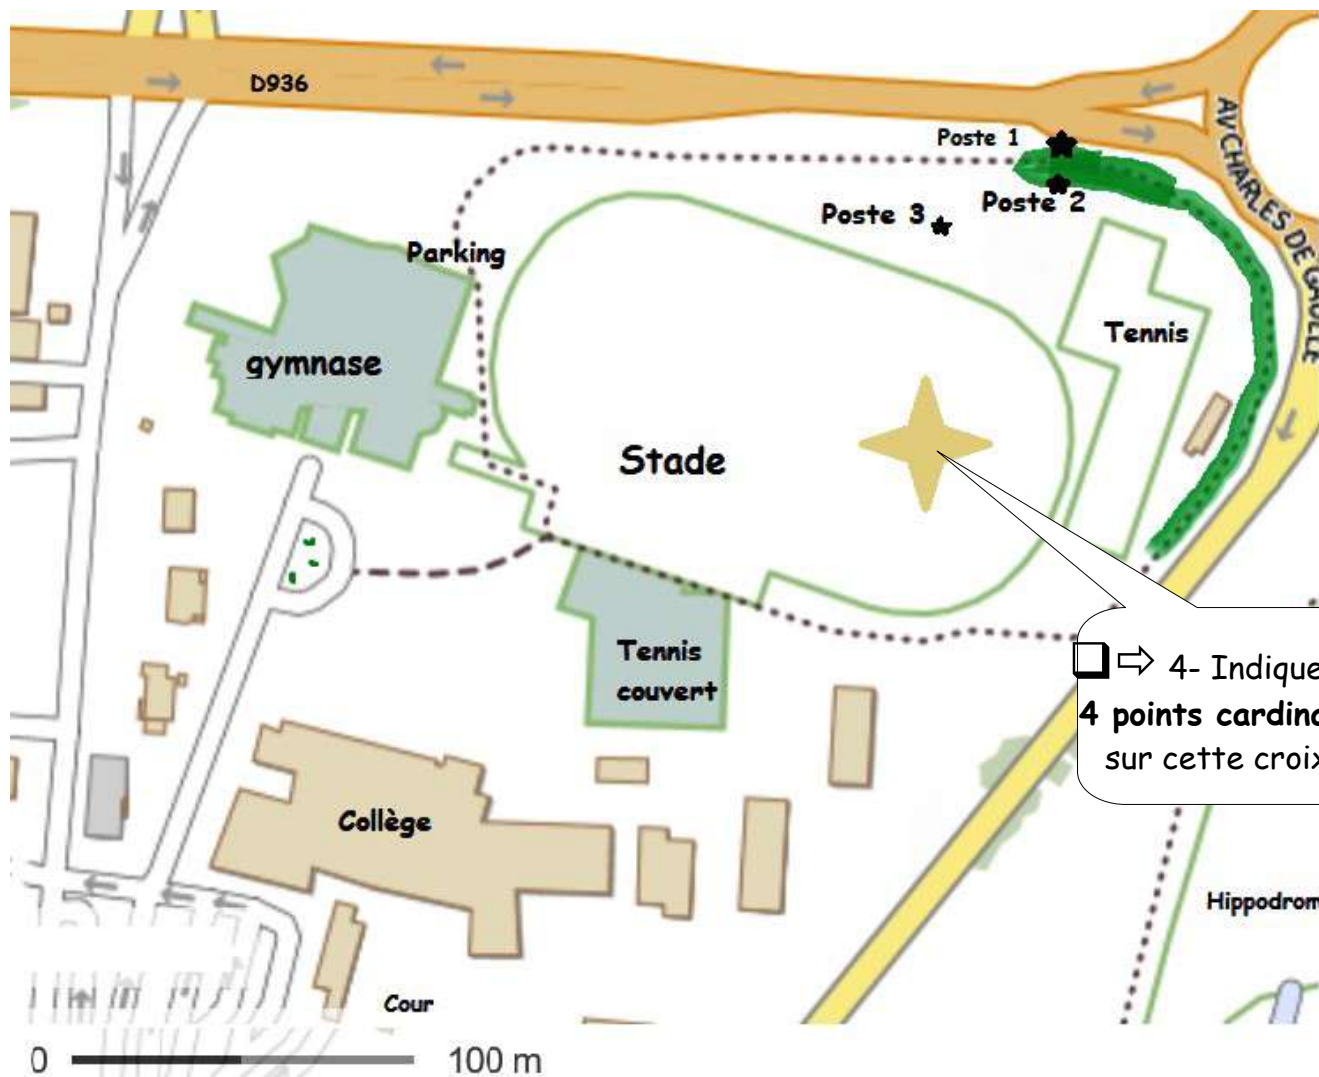 D936
Poste 1
AV CHARLES DE GAULLE
Poste 2
Poste 3
Parking
Tennis
gymnase
Stade
Tennis
couvert
4- Indique
4 points cardina
sur cette croix
Collège
Hippodrom
Cour
0 100 m